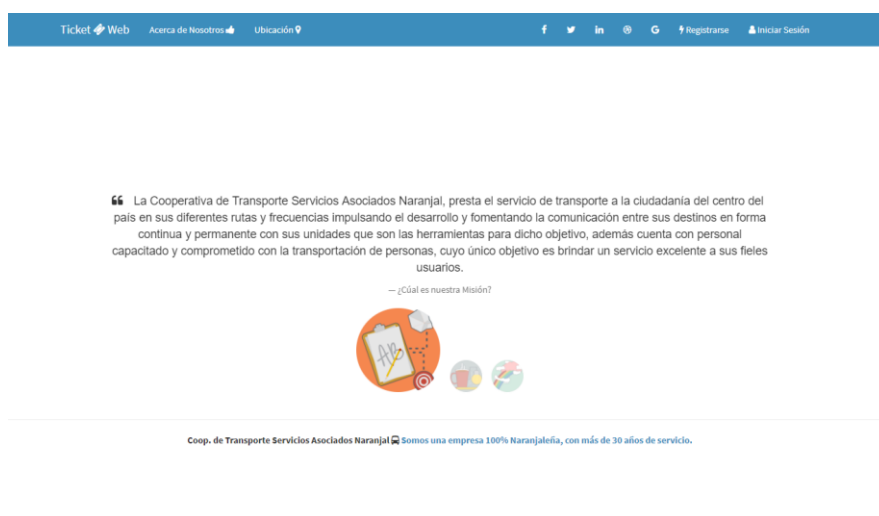 Ticket Web Acerca de Nosotros Ubicación Registrarse Iniciar Sesión
La Cooperativa de Transporte Servicios Asociados Naranjal, presta el servicio de transporte a la ciudadanía del centro del
país en sus diferentes rutas y frecuencias impulsando el desarrollo y fomentando la comunicación entre sus destinos en forma
continua y permanente con sus unidades que son las herramientas para dicho objetivo, además cuenta con personal
capacitado y comprometido con la transportación de personas, cuyo único objetivo es brindar un servicio excelente a sus fieles
usuarios.
— ¿Cúal es nuestra Misión?
AB
Coop. de Transporte Servicios Asociados Naranjal Somos una empresa 100% Naranjaleña, con más de 30 años de servicio.